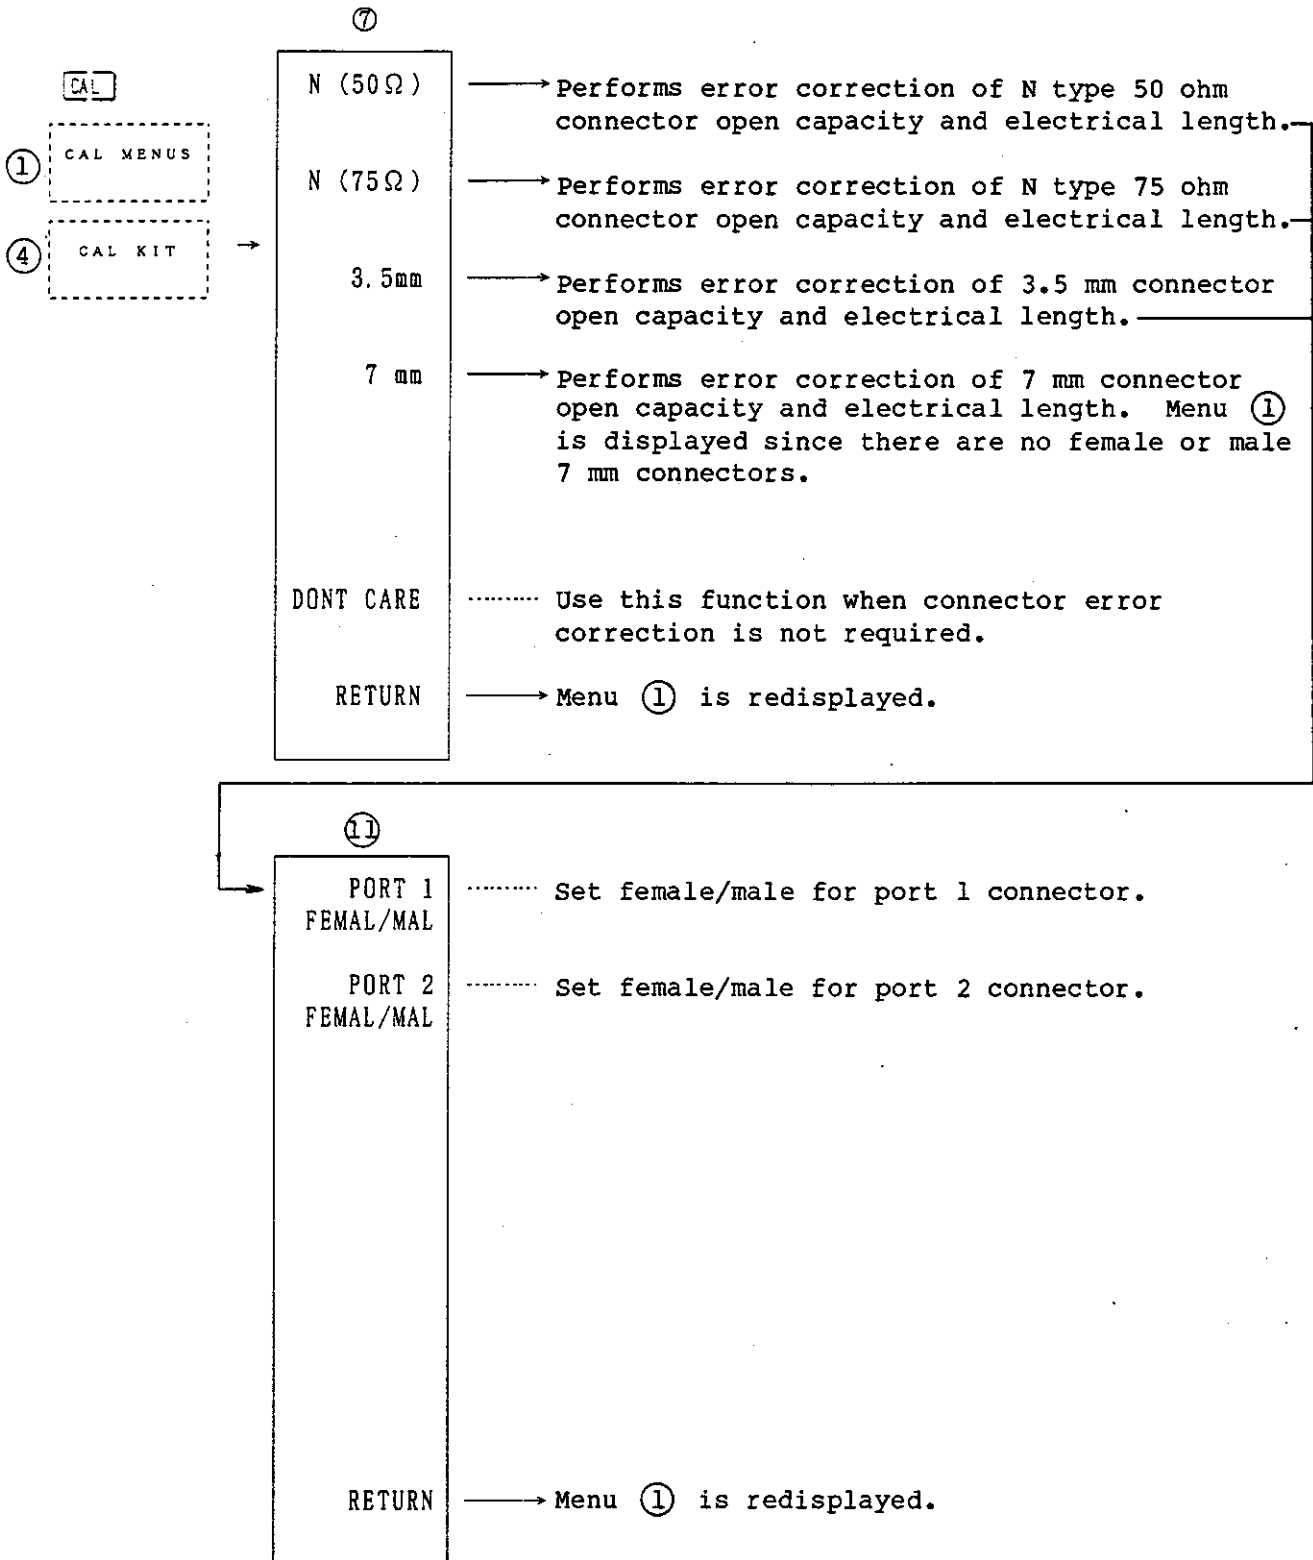 ⑦
CAL
① CAL MENUS
④ CAL KIT →
N (50Ω) → Performs error correction of N type 50 ohm
connector open capacity and electrical length.
N (75Ω) → Performs error correction of N type 75 ohm
connector open capacity and electrical length.
3.5mm → Performs error correction of 3.5 mm connector
open capacity and electrical length.
7 mm → Performs error correction of 7 mm connector
open capacity and electrical length. Menu ①
is displayed since there are no female or male
7 mm connectors.
DONT CARE ········· Use this function when connector error
correction is not required.
RETURN → Menu ① is redisplayed.
⑪
PORT 1 ········· Set female/male for port 1 connector.
FEMAL/MAL
PORT 2 ········· Set female/male for port 2 connector.
FEMAL/MAL
RETURN → Menu ① is redisplayed.